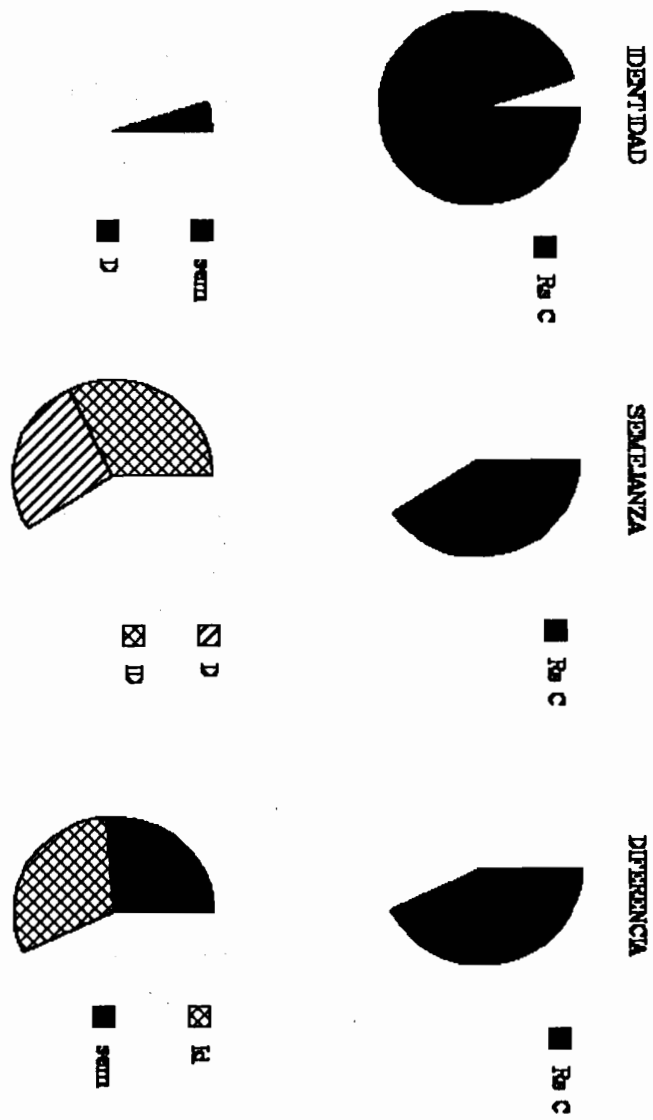 IDENTIDAD
Rs C
sem
D
SEMEJANZA
Rs C
D
ID
DIFERENCIA
Rs C
Id.
sem